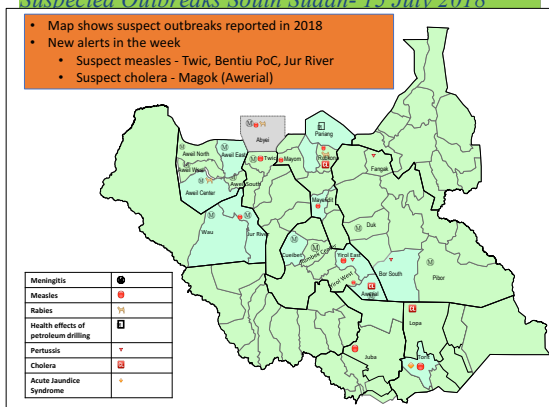 Suspected Outbreaks South Sudan- 15 July 2018
• Map shows suspect outbreaks reported in 2018
• New alerts in the week
• Suspect measles - Twic, Bentiu PoC, Jur River
• Suspect cholera - Magok (Awerial)
Abyei
Pariang
Aweil North
Aweil East
Twic
Mayom
Rubkona
Aweil West
Fangak
Aweil South
Aweil Center
Mayendit
Wau
Jur River
Duk
Cueibet
Rumbek Centre
Yirol East
Yirol West
Bor South
Pibor
Awerial
Lopa
Juba
Torit
Meningitis
Measles
Rabies
Health effects of
petroleum drilling
Pertussis
Cholera
Acute Jaundice
Syndrome